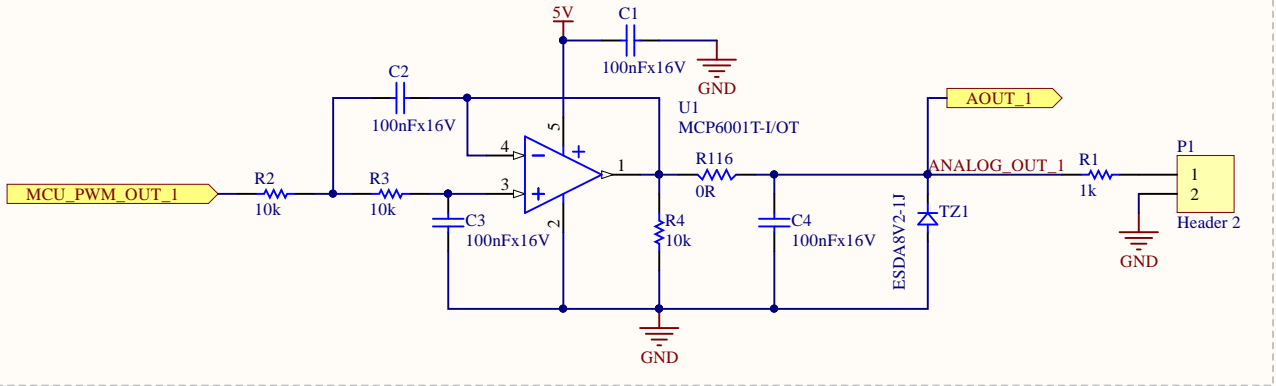 5V
C1
100nFx16V
GND
C2
100nFx16V
U1
MCP6001T-I/OT
AOUT_1
5
4
1
3
2
MCU_PWM_OUT_1
R2
10k
R3
10k
C3
100nFx16V
R4
10k
R116
0R
C4
100nFx16V
ANALOG_OUT_1
ESDA8V2-1J
TZ1
R1
1k
P1
1
2
Header 2
GND
GND